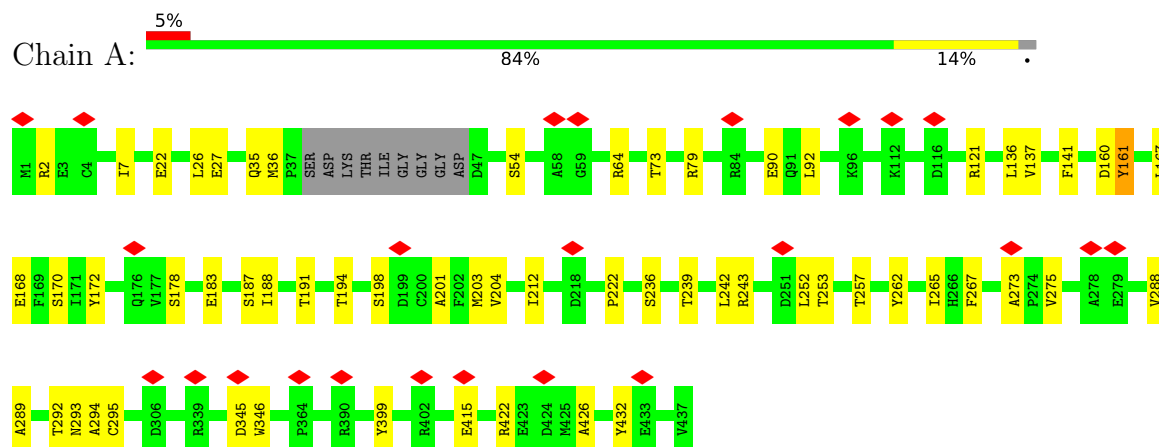 5%
Chain A:
84% 14% •
M1 R2 E3 C4 I7 E22 L26 E27 Q35 M36 P37 SER ASP LYS THR ILE GLY GLY GLY ASP D47 S54 A58 G59 R64 T73 R79 R84 E90 Q91 L92 K96 K112 D116 R121 L136 V137 F141 D160 Y161 L167
E168 F169 S170 I171 Y172 Q176 V177 S178 E183 S187 I188 T191 T194 S198 D199 C200 A201 F202 M203 V204 I212 D218 P222 S236 T239 L242 R243 D251 L252 T253 T257 Y262 I265 H266 F267 A273 P274 V275 A278 E279 V288
A289 T292 N293 A294 C295 D306 R339 D345 W346 P364 R390 Y399 R402 E415 R422 E423 D424 M425 A426 Y432 E433 V437